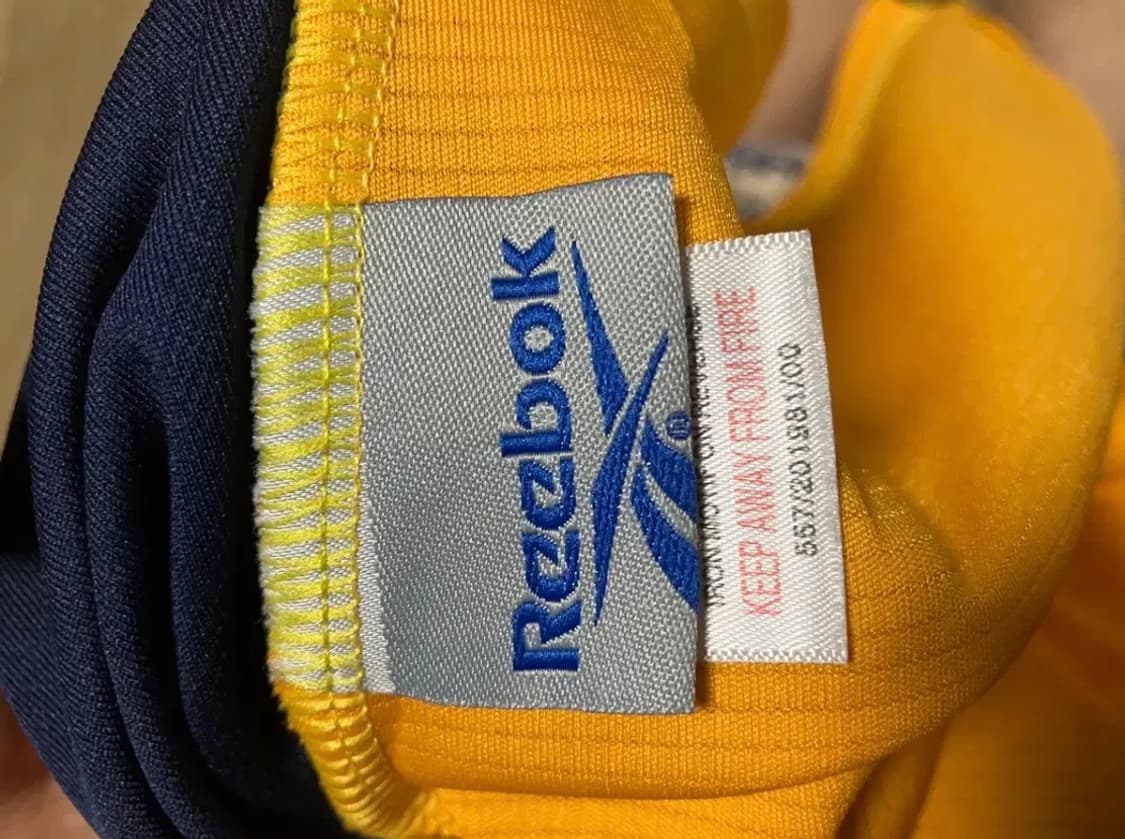 Reebok
®
KEEP AWAY FROM FIRE
557/201981/00